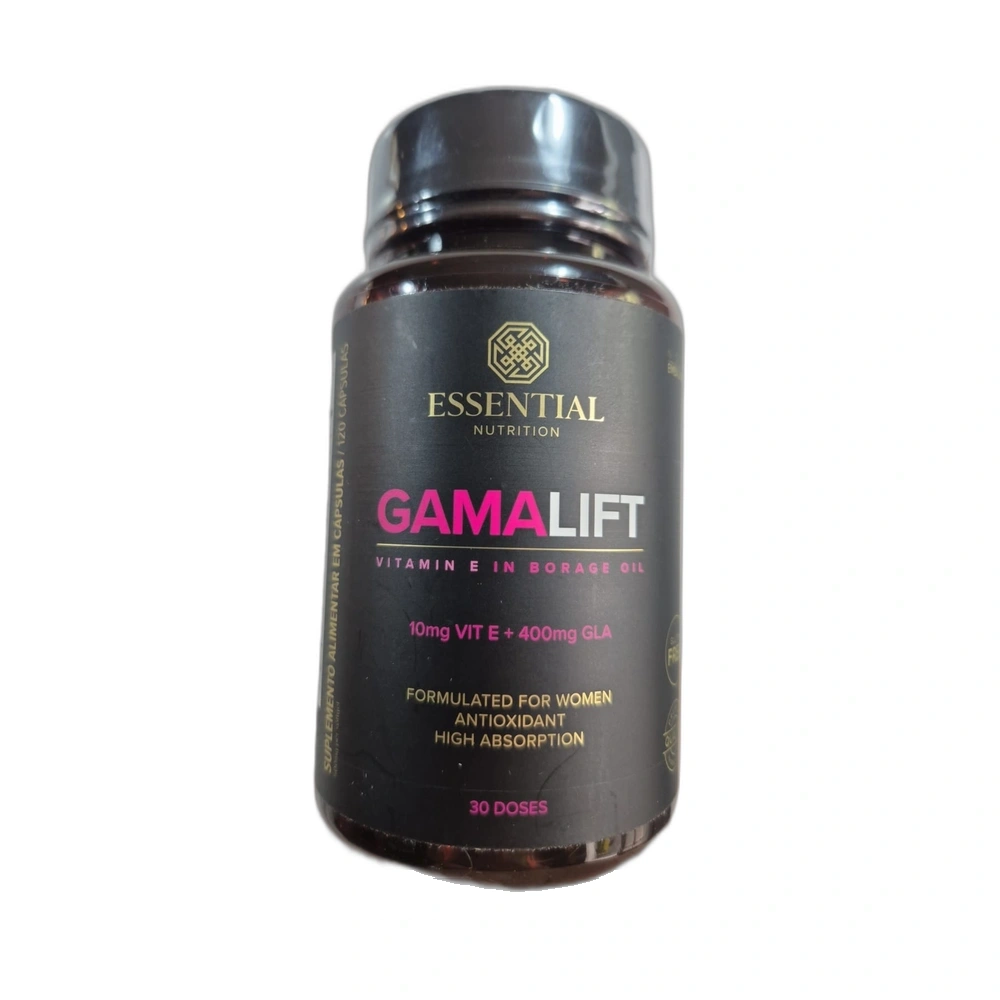 ESSENTIAL
NUTRITION
GAMALIFT
VITAMIN E IN BORAGE OIL
10mg VIT E + 400mg GLA
FORMULATED FOR WOMEN
ANTIOXIDANT
HIGH ABSORPTION
30 DOSES
SUPLEMENTO ALIMENTAR EM CÁPSULAS / 120 CÁPSULAS